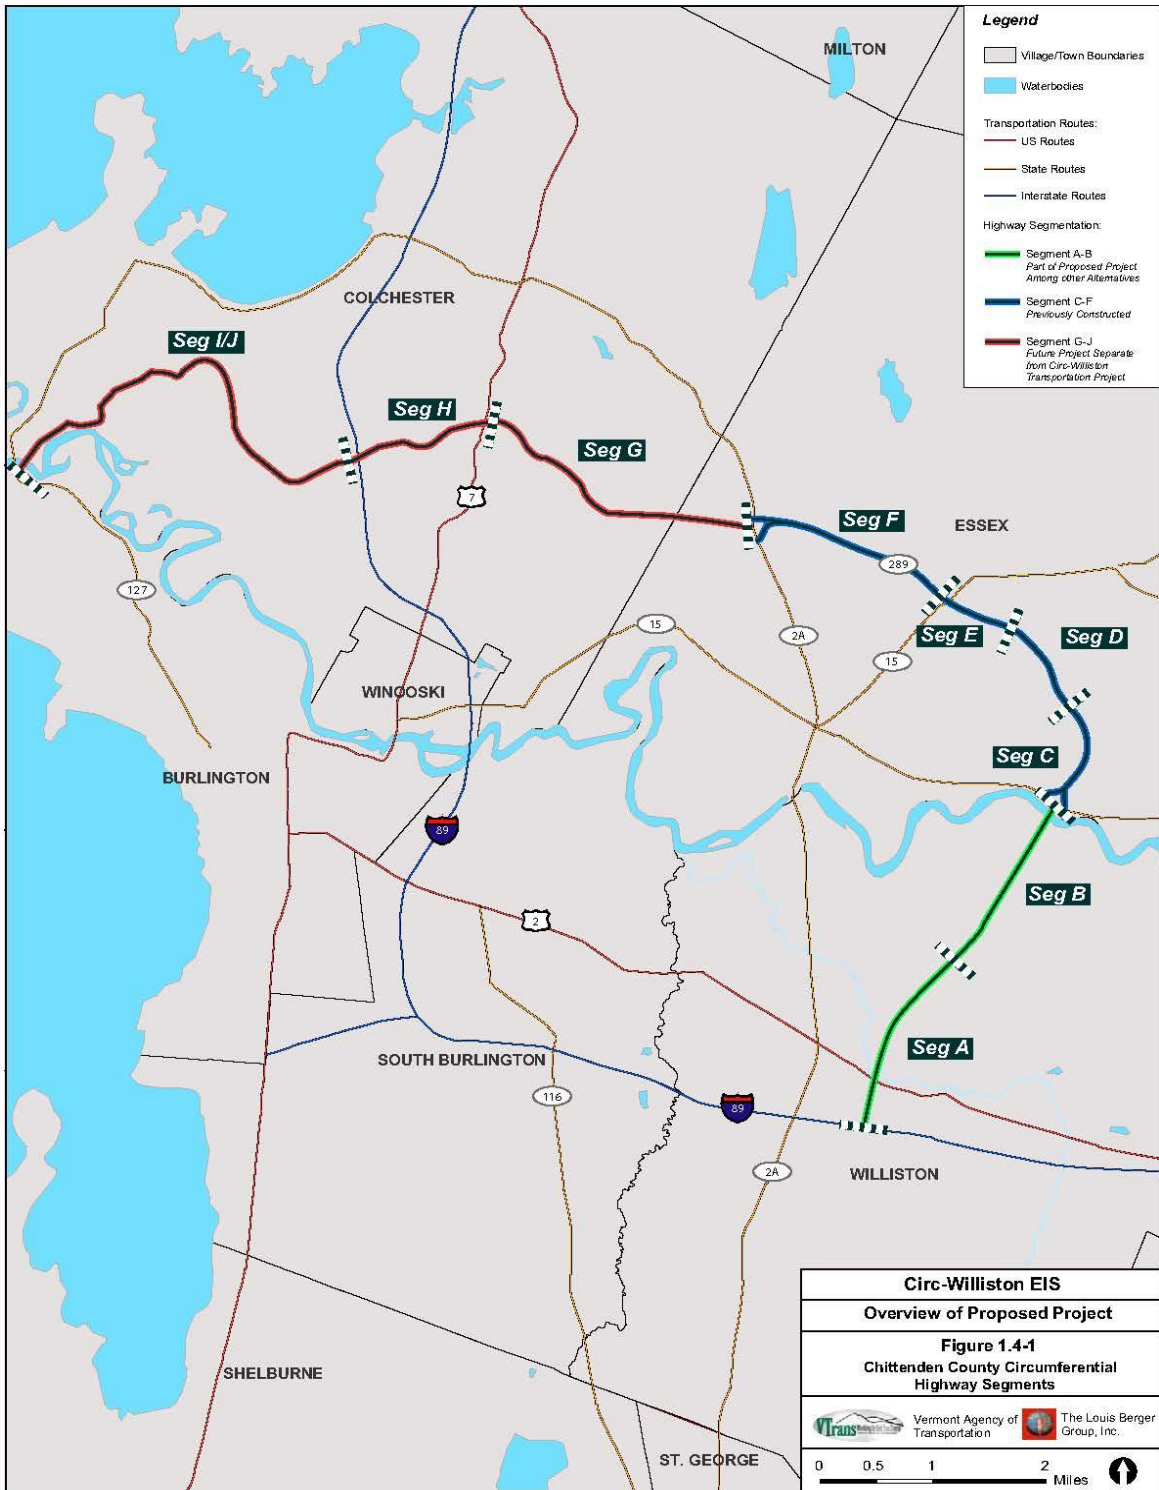 Legend
Village/Town Boundaries
Waterbodies
Transportation Routes:
US Routes
State Routes
Interstate Routes
Highway Segmentation:
Segment A-B
Part of Proposed Project
Among other Alternatives
Segment C-F
Previously Constructed
Segment G-J
Future Project Separate
from Circ-Williston
Transportation Project
MILTON
COLCHESTER
Seg I/J
Seg H
Seg G
7
Seg F
ESSEX
289
127
15
2A
Seg E
Seg D
15
WINOOSKI
Seg C
BURLINGTON
89
Seg B
2
Seg A
SOUTH BURLINGTON
116
89
2A
WILLISTON
SHELBURNE
ST. GEORGE
Circ-Williston EIS
Overview of Proposed Project
Figure 1.4-1
Chittenden County Circumferential
Highway Segments
VTrans
Vermont Agency of
Transportation
The Louis Berger
Group, Inc.
0 0.5 1 2
Miles